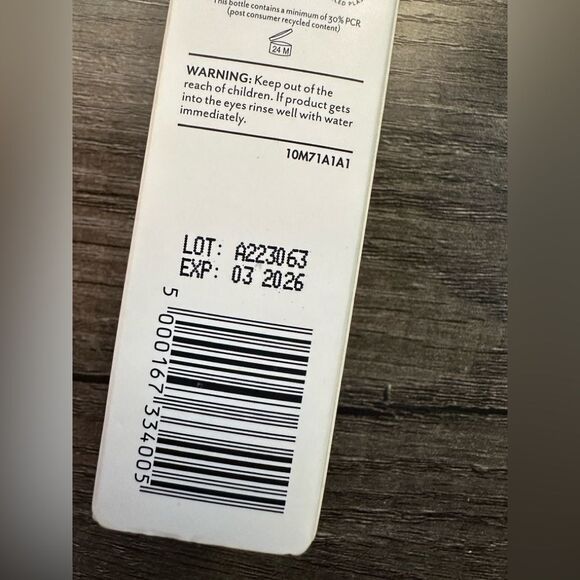 This bottle contains a minimum of 30% PCR
(post consumer recycled content)
24 M
WARNING: Keep out of the
reach of children. If product gets
into the eyes rinse well with water
immediately.
10M71A1A1
LOT: A223063
EXP: 03 2026
5 000167 334005